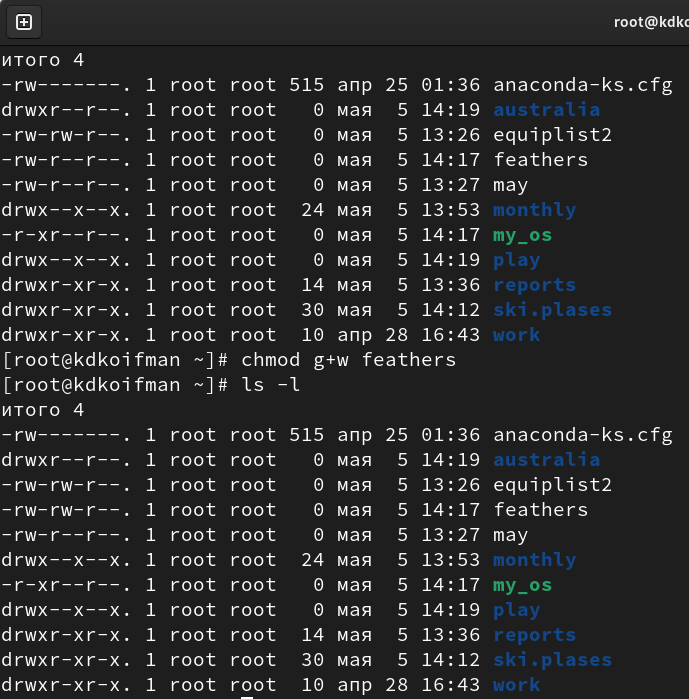 root@kdko
итого 4
-rw-------. 1 root root 515 апр 25 01:36 anaconda-ks.cfg
drwxr--r--. 1 root root   0 мая  5 14:19 australia
-rw-rw-r--. 1 root root   0 мая  5 13:26 equiplist2
-rw-r--r--. 1 root root   0 мая  5 14:17 feathers
-rw-r--r--. 1 root root   0 мая  5 13:27 may
drwx--x--x. 1 root root  24 мая  5 13:53 monthly
-r-xr--r--. 1 root root   0 мая  5 14:17 my_os
drwx--x--x. 1 root root   0 мая  5 14:19 play
drwxr-xr-x. 1 root root  14 мая  5 13:36 reports
drwxr-xr-x. 1 root root  30 мая  5 14:12 ski.plases
drwxr-xr-x. 1 root root  10 апр 28 16:43 work
[root@kdkoifman ~]# chmod g+w feathers
[root@kdkoifman ~]# ls -l
итого 4
-rw-------. 1 root root 515 апр 25 01:36 anaconda-ks.cfg
drwxr--r--. 1 root root   0 мая  5 14:19 australia
-rw-rw-r--. 1 root root   0 мая  5 13:26 equiplist2
-rw-rw-r--. 1 root root   0 мая  5 14:17 feathers
-rw-r--r--. 1 root root   0 мая  5 13:27 may
drwx--x--x. 1 root root  24 мая  5 13:53 monthly
-r-xr--r--. 1 root root   0 мая  5 14:17 my_os
drwx--x--x. 1 root root   0 мая  5 14:19 play
drwxr-xr-x. 1 root root  14 мая  5 13:36 reports
drwxr-xr-x. 1 root root  30 мая  5 14:12 ski.plases
drwxr-xr-x. 1 root root  10 апр 28 16:43 work